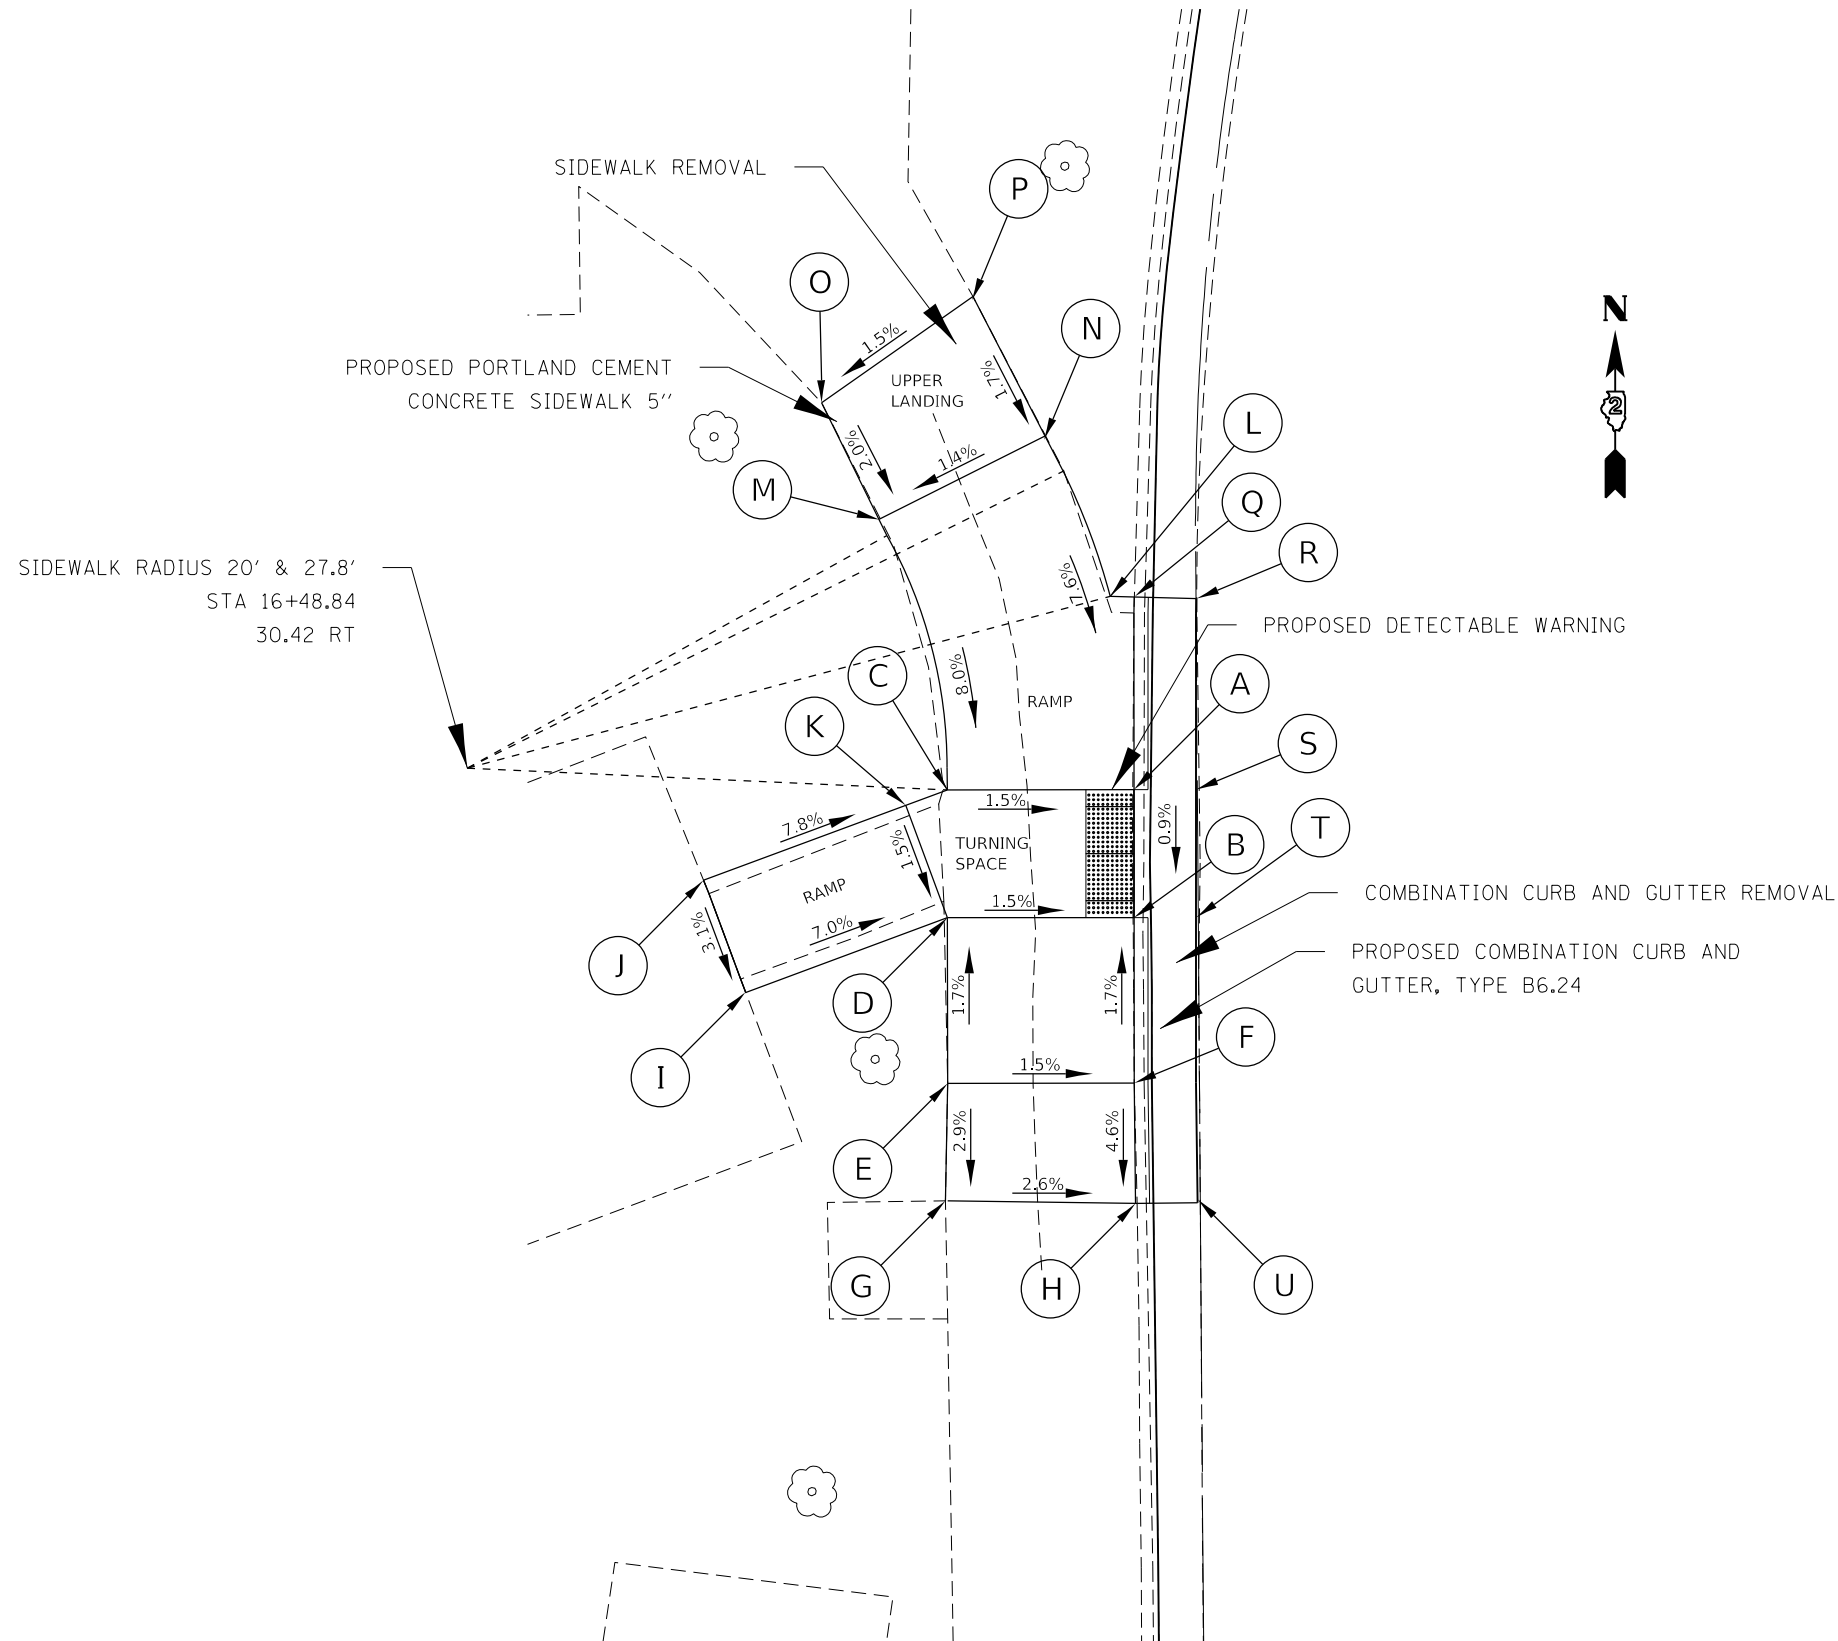 SIDEWALK REMOVAL
P
O
N
N
1.5%
PROPOSED PORTLAND CEMENT
CONCRETE SIDEWALK 5''
UPPER
LANDING
1.7%
2
L
2.0%
1.4%
M
Q
R
SIDEWALK RADIUS 20' & 27.8'
STA 16+48.84
30.42 RT
7.6%
PROPOSED DETECTABLE WARNING
C
8.0%
RAMP
A
K
S
1.5%
7.8%
0.9%
T
1.5%
TURNING
SPACE
B
RAMP
COMBINATION CURB AND GUTTER REMOVAL
1.5%
3.1%
7.0%
J
PROPOSED COMBINATION CURB AND
GUTTER, TYPE B6.24
D
1.7%
1.7%
F
I
1.5%
2.9%
4.6%
E
2.6%
G
H
U